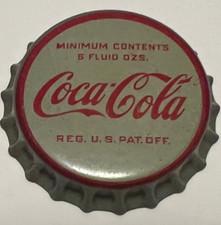 MINIMUM CONTENTS
6 FLUID OZS.
Coca-Cola
REG. U.S. PAT. OFF.